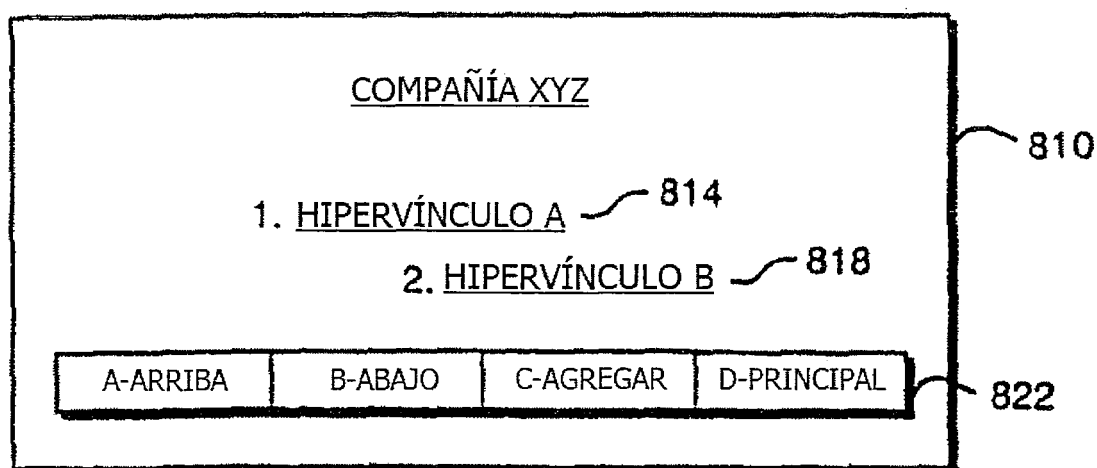 COMPAÑÍA XYZ
810
1. HIPERVÍNCULO A 814
2. HIPERVÍNCULO B 818
A-ARRIBA B-ABAJO C-AGREGAR D-PRINCIPAL
822